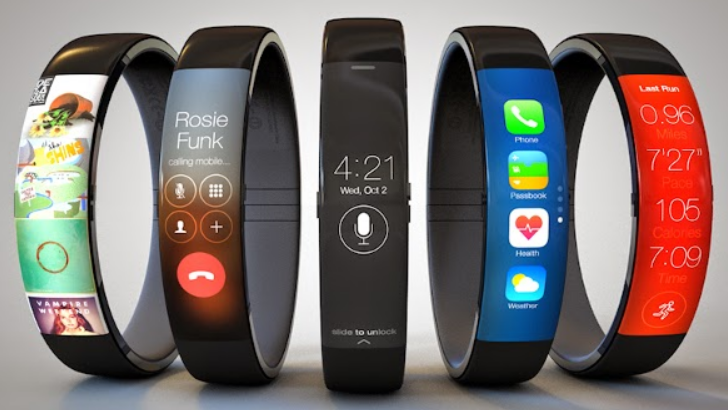 VAMPIRE
WEEKEND
Rosie
Funk
calling mobile...
4:21
Wed, Oct 2
slide to unlock
Phone
Passbook
Health
Weather
Last Run
0.96
Miles
7'27"
Pace
105
Calories
7:09
Time